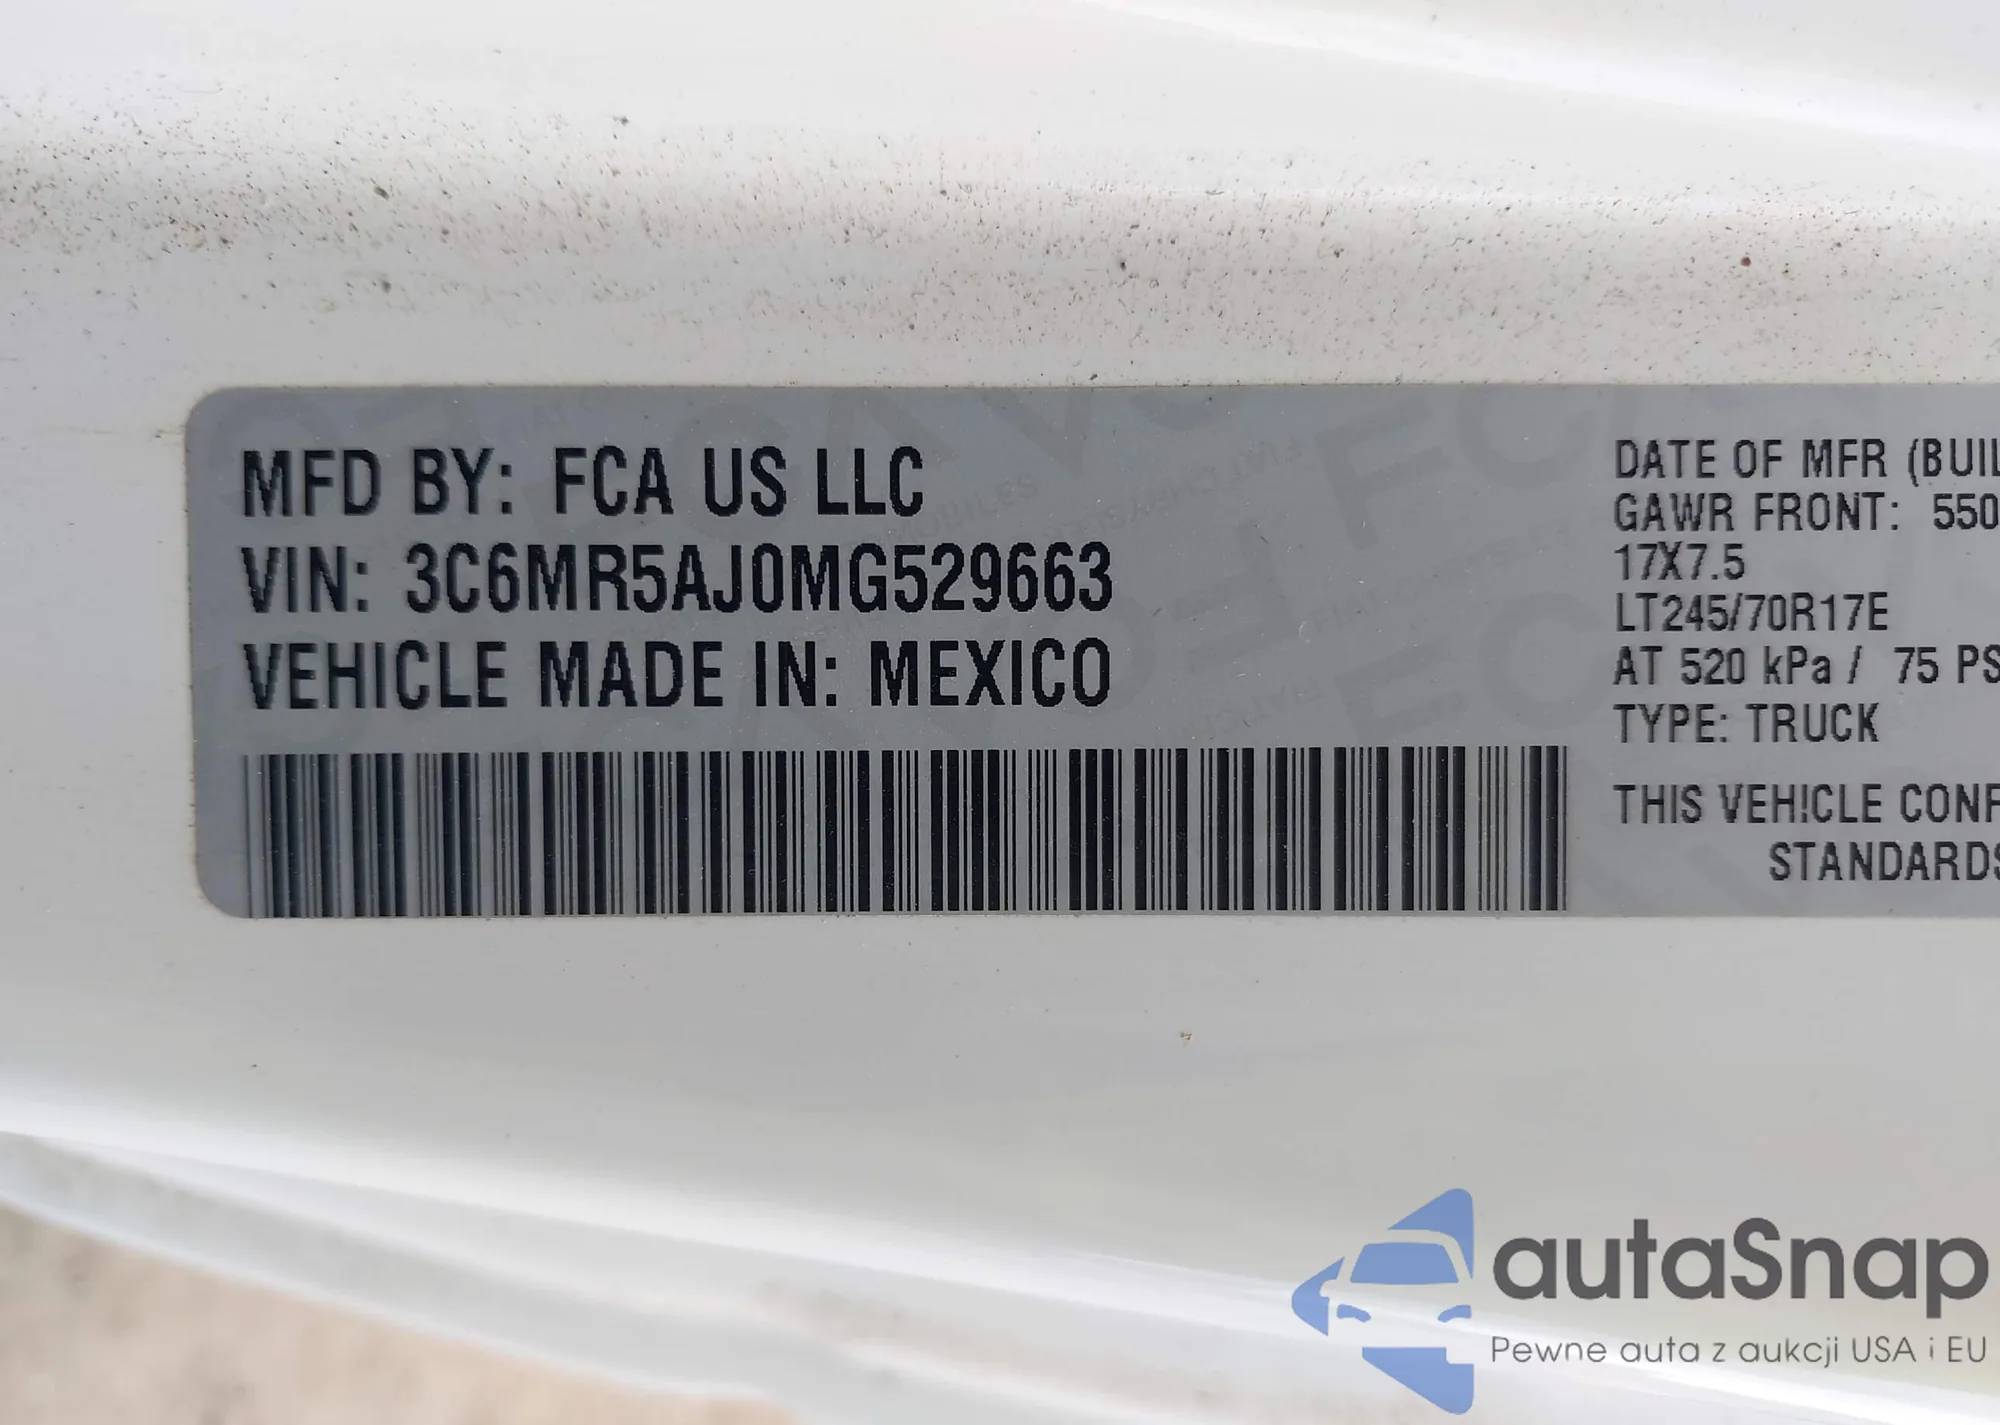 MFD BY: FCA US LLC
VIN: 3C6MR5AJ0MG529663
VEHICLE MADE IN: MEXICO
DATE OF MFR (BUIL
GAWR FRONT: 550
17X7.5
LT245/70R17E
AT 520 kPa / 75 PS
TYPE: TRUCK
THIS VEHICLE CONF
STANDARDS
autaSnap
Pewne auta z aukcji USA i EU